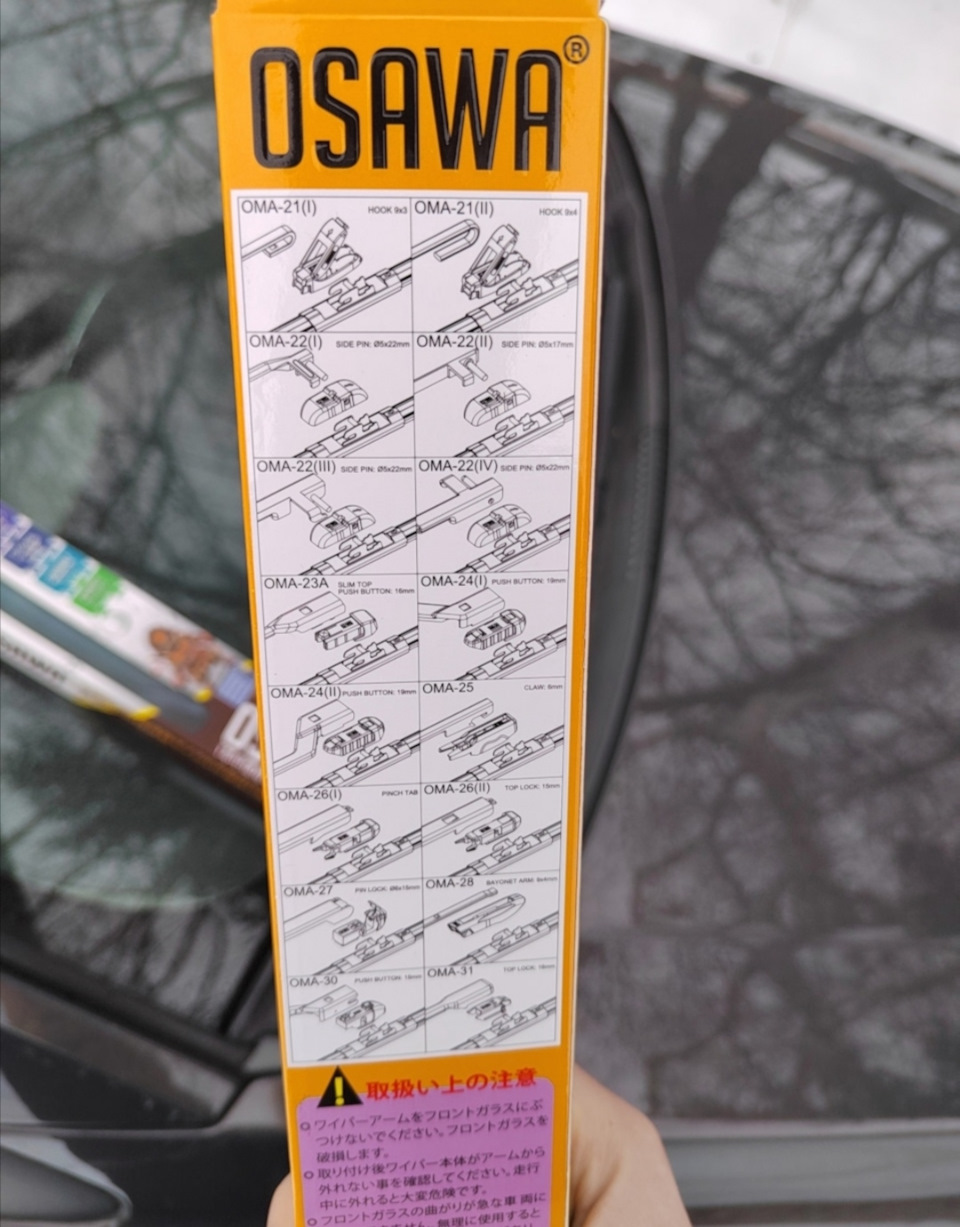 OSAWA®
OMA-21(I) HOOK 9x3
OMA-21(II) HOOK 9x4
OMA-22(I) SIDE PIN: Ø5x22mm
OMA-22(II) SIDE PIN: Ø5x17mm
OMA-22(III) SIDE PIN: Ø5x22mm
OMA-22(IV) SIDE PIN: Ø5x22mm
OMA-23A SLIM TOP
PUSH BUTTON: 16mm
OMA-24(I) PUSH BUTTON: 19mm
OMA-24(II) PUSH BUTTON: 19mm
OMA-25 CLAW: 6mm
OMA-26(I) PINCH TAB
OMA-26(II) TOP LOCK: 15mm
OMA-27 PIN LOCK:
OMA-28 BAYONET ARM:
OMA-30 PUSH BUTTON:
OMA-31 TOP LOCK:
取扱い上の注意
ワイパーアームをフロントガラスにぶ
つけないでください。フロントガラスを
破損します。
取り付け後ワイパー本体がアームから
外れない事を確認してください。走行
中に外れると大変危険です。
フロントガラスの曲がりが急な車両に
無理に使用すると